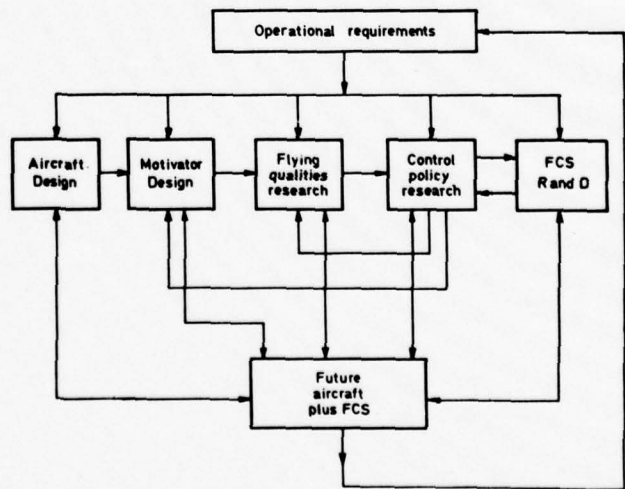 Operational requirements
Aircraft
Design
Motivator
Design
Flying
qualities
research
Control
policy
research
FCS
R and D
Future
aircraft
plus FCS